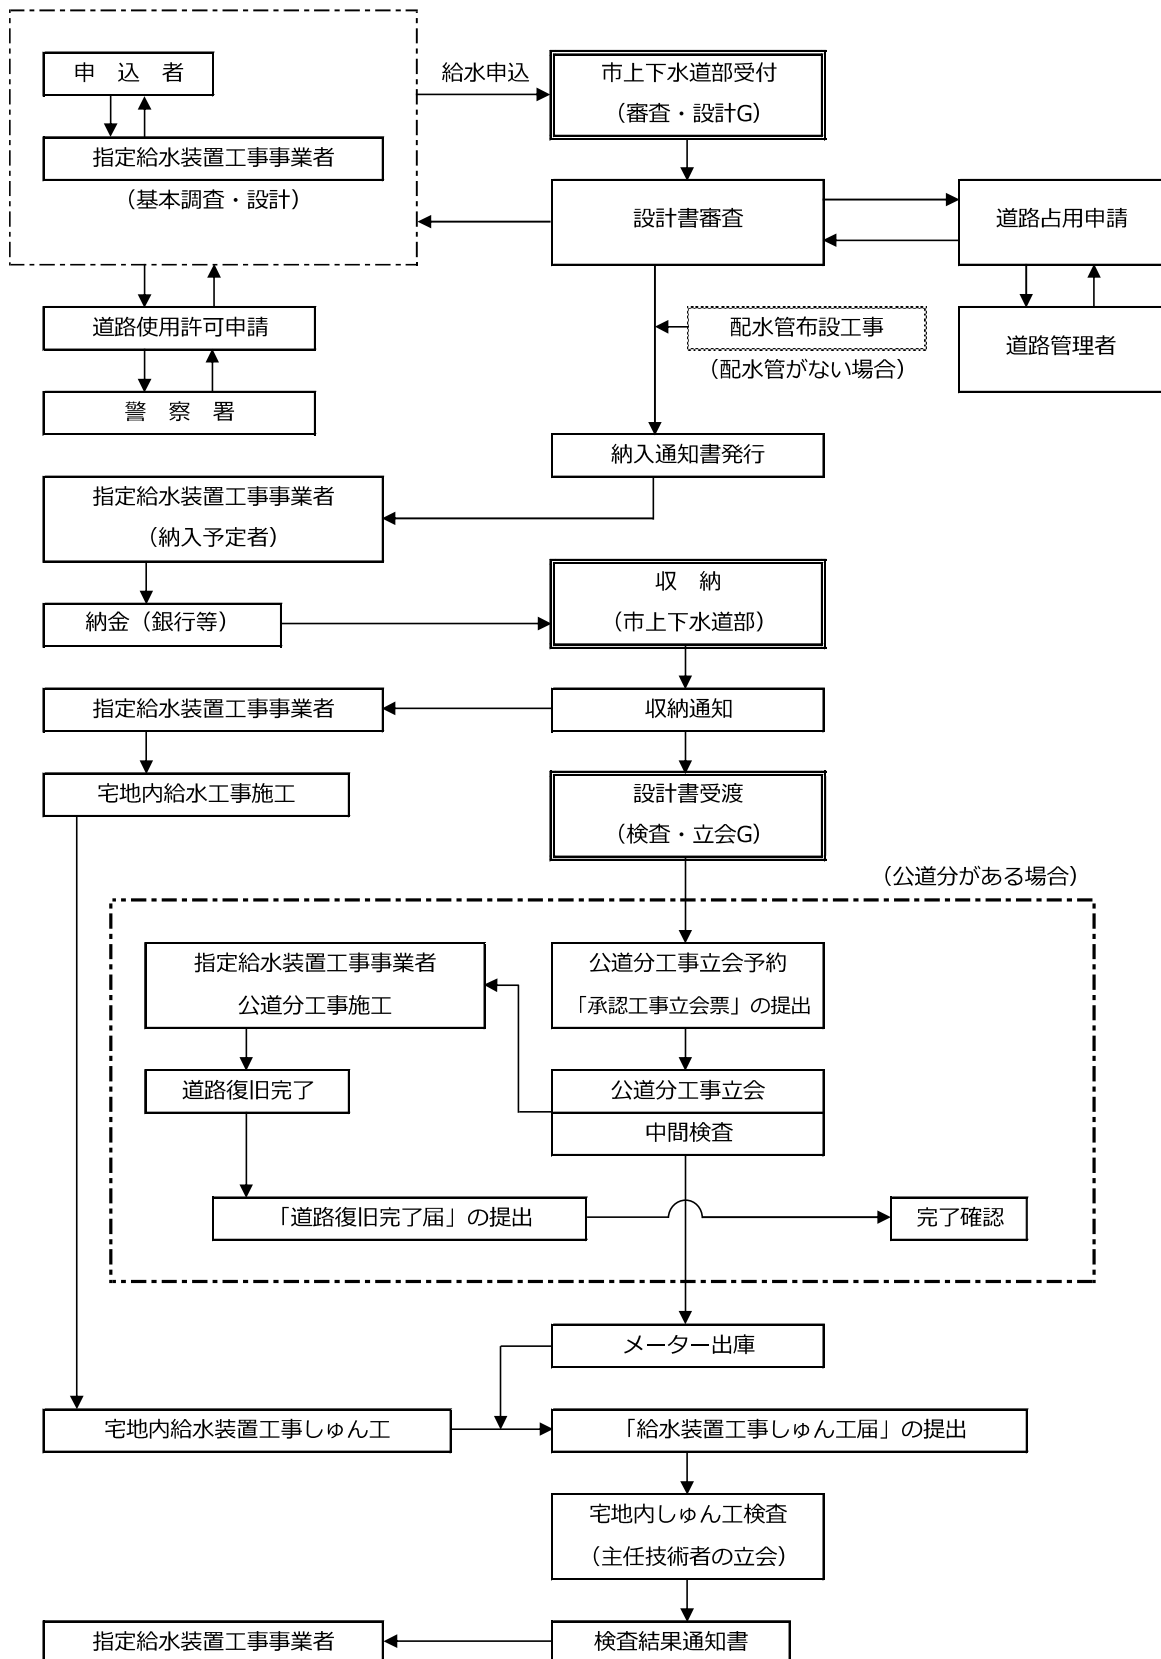 申　込　者
給水申込
市上下水道部受付
（審査・設計G）
指定給水装置工事事業者
（基本調査・設計）
設計書審査
道路占用申請
道路使用許可申請
配水管布設工事
（配水管がない場合）
道路管理者
警　察　署
納入通知書発行
指定給水装置工事事業者
（納入予定者）
収　納
（市上下水道部）
納金（銀行等）
指定給水装置工事事業者
収納通知
宅地内給水工事施工
設計書受渡
（検査・立会G）
（公道分がある場合）
指定給水装置工事事業者
公道分工事施工
公道分工事立会予約
「承認工事立会票」の提出
道路復旧完了
公道分工事立会
中間検査
「道路復旧完了届」の提出
完了確認
メーター出庫
宅地内給水装置工事しゅん工
「給水装置工事しゅん工届」の提出
宅地内しゅん工検査
（主任技術者の立会）
指定給水装置工事事業者
検査結果通知書